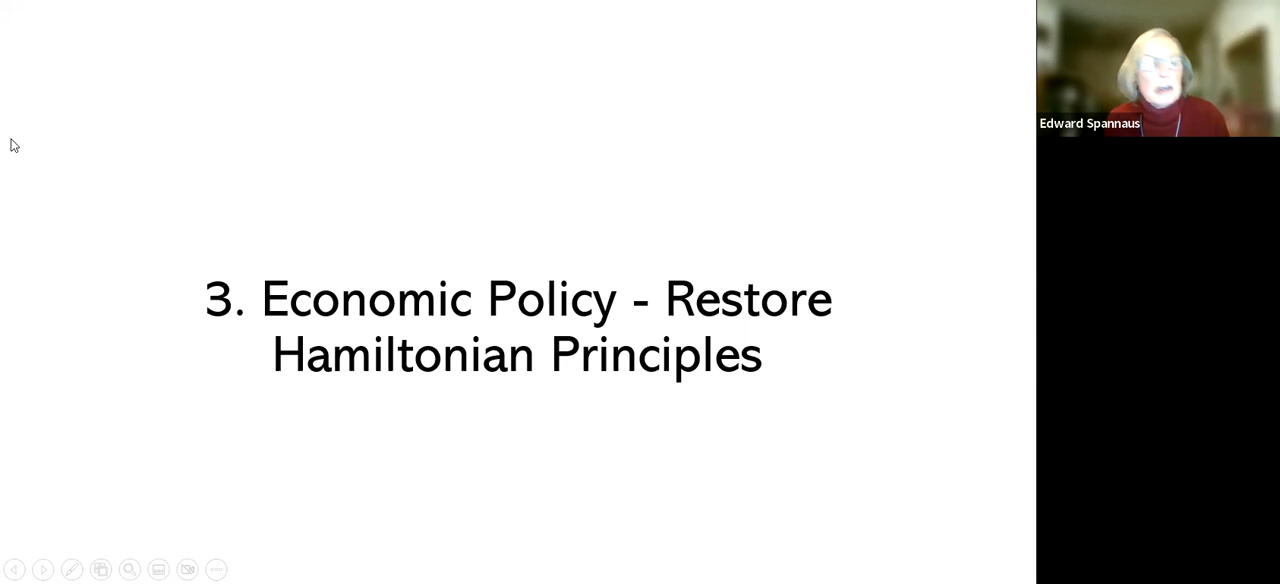 3. Economic Policy - Restore
Hamiltonian Principles
Edward Spannaus